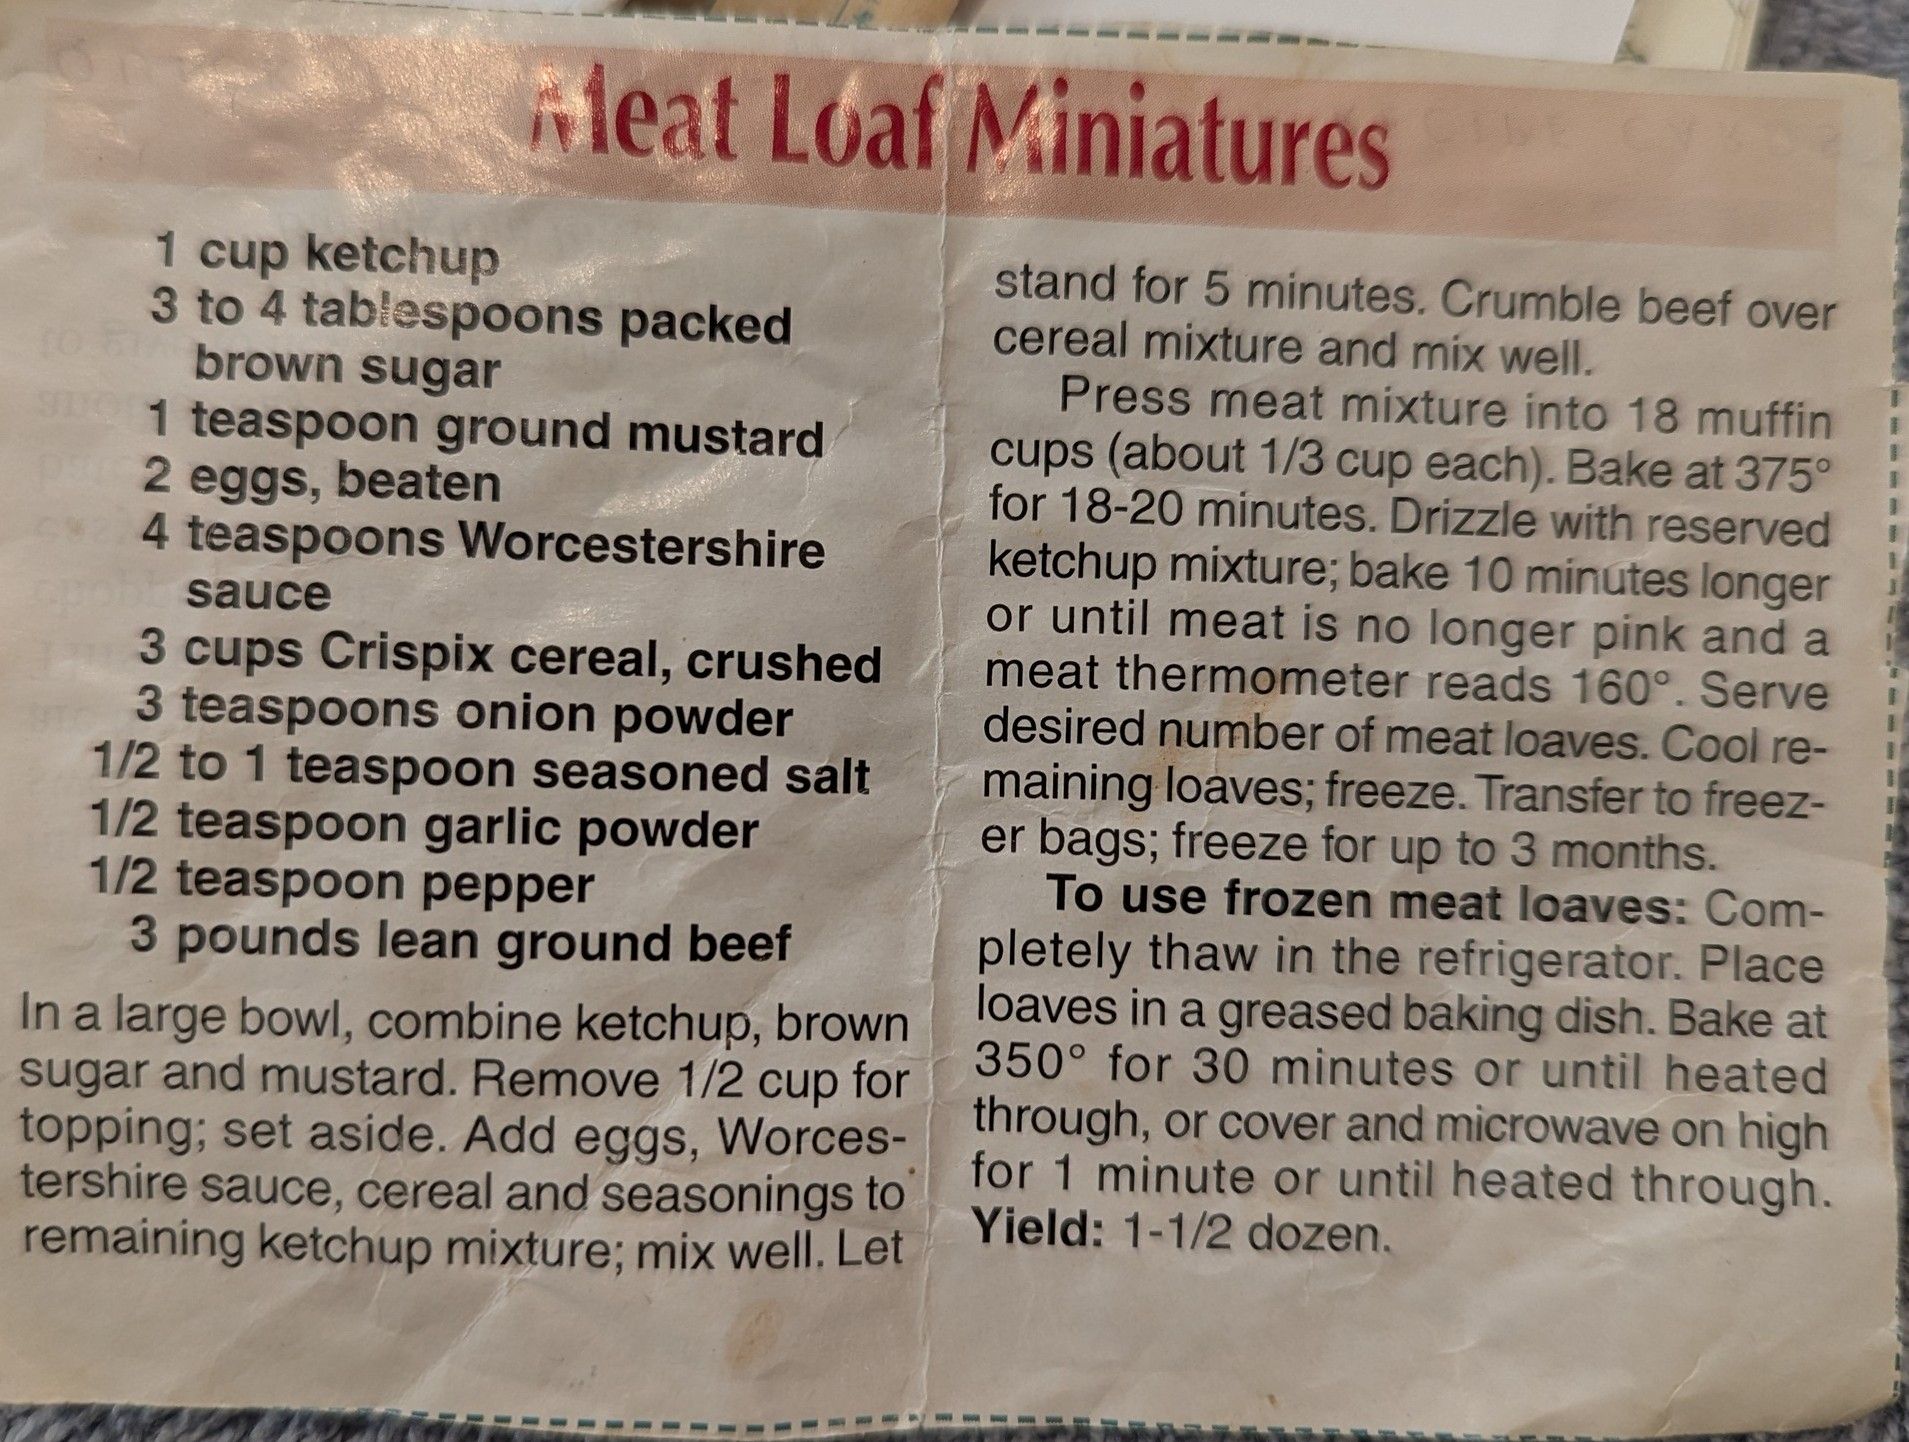 Meat Loaf Miniatures
1 cup ketchup
3 to 4 tablespoons packed
brown sugar
1 teaspoon ground mustard
2 eggs, beaten
4 teaspoons Worcestershire
sauce
3 cups Crispix cereal, crushed
3 teaspoons onion powder
1/2 to 1 teaspoon seasoned salt
1/2 teaspoon garlic powder
1/2 teaspoon pepper
3 pounds lean ground beef
In a large bowl, combine ketchup, brown
sugar and mustard. Remove 1/2 cup for
topping; set aside. Add eggs, Worces-
tershire sauce, cereal and seasonings to
remaining ketchup mixture; mix well. Let
stand for 5 minutes. Crumble beef over
cereal mixture and mix well.
Press meat mixture into 18 muffin
cups (about 1/3 cup each). Bake at 375°
for 18-20 minutes. Drizzle with reserved
ketchup mixture; bake 10 minutes longer
or until meat is no longer pink and a
meat thermometer reads 160°. Serve
desired number of meat loaves. Cool re-
maining loaves; freeze. Transfer to freez-
er bags; freeze for up to 3 months.
To use frozen meat loaves: Com-
pletely thaw in the refrigerator. Place
loaves in a greased baking dish. Bake at
350° for 30 minutes or until heated
through, or cover and microwave on high
for 1 minute or until heated through.
Yield: 1-1/2 dozen.